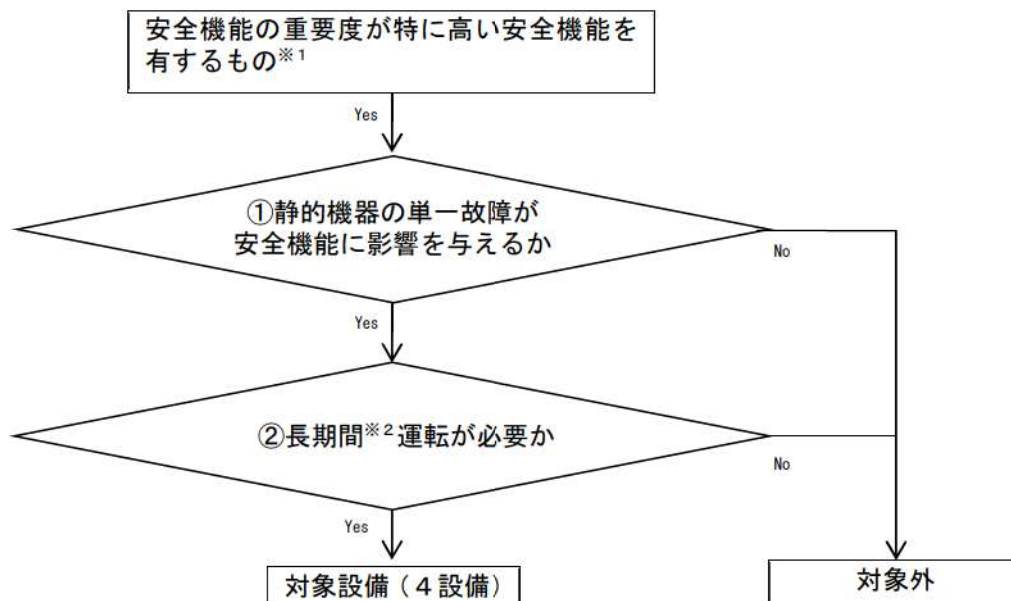 安全機能の重要度が特に高い安全機能を
有するもの※1
Yes
①静的機器の単一故障が
安全機能に影響を与えるか
No
Yes
②長期間※2運転が必要か
No
Yes
対象設備(4設備)
対象外